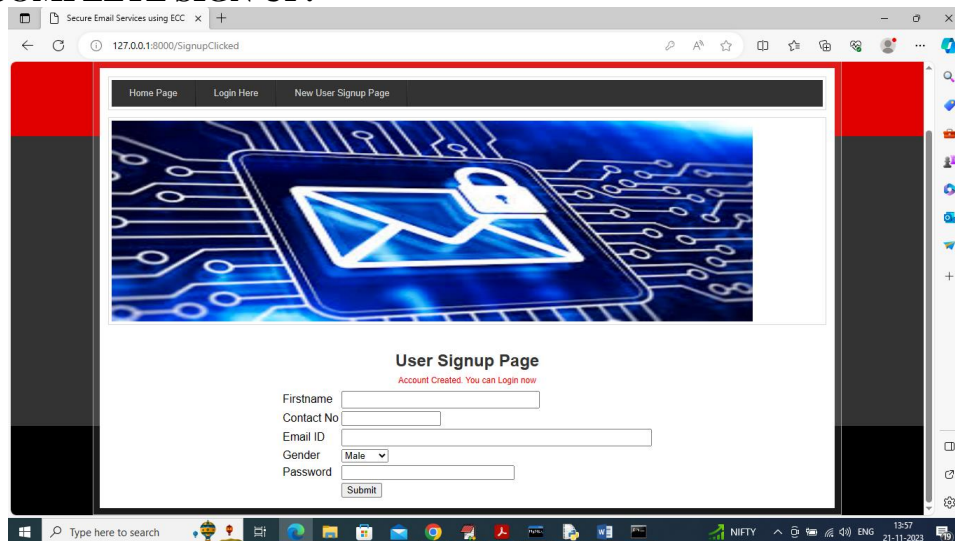 COMPLETE SIGN UP:
Secure Email Services using ECC
127.0.0.1:8000/SignupClicked
Home Page Login Here New User Signup Page
User Signup Page
Account Created. You can Login now
Firstname
Contact No
Email ID
Gender Male
Password
Submit
Type here to search NIFTY ENG 13:57
21-11-2023